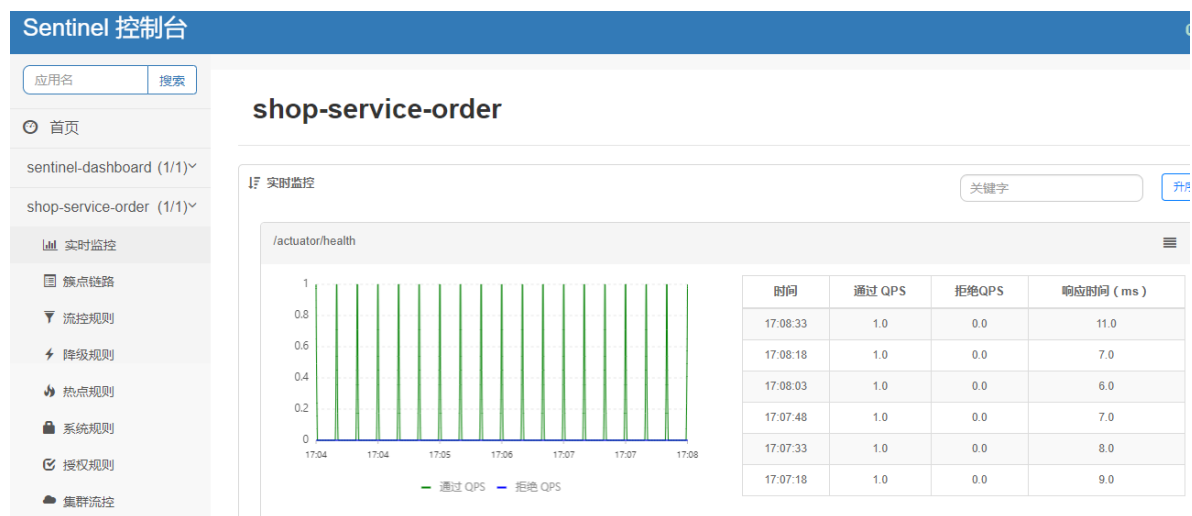 Sentinel 控制台
应用名 搜索
首页
sentinel-dashboard (1/1)
shop-service-order (1/1)
实时监控
簇点链路
流控规则
降级规则
热点规则
系统规则
授权规则
集群流控
shop-service-order
实时监控 关键字
/actuator/health
1
0.8
0.6
0.4
0.2
0
17:04 17:04 17:05 17:06 17:07 17:07 17:08
通过 QPS 拒绝 QPS
时间 通过 QPS 拒绝QPS 响应时间 ( ms )
17:08:33 1.0 0.0 11.0
17:08:18 1.0 0.0 7.0
17:08:03 1.0 0.0 6.0
17:07:48 1.0 0.0 7.0
17:07:33 1.0 0.0 8.0
17:07:18 1.0 0.0 9.0